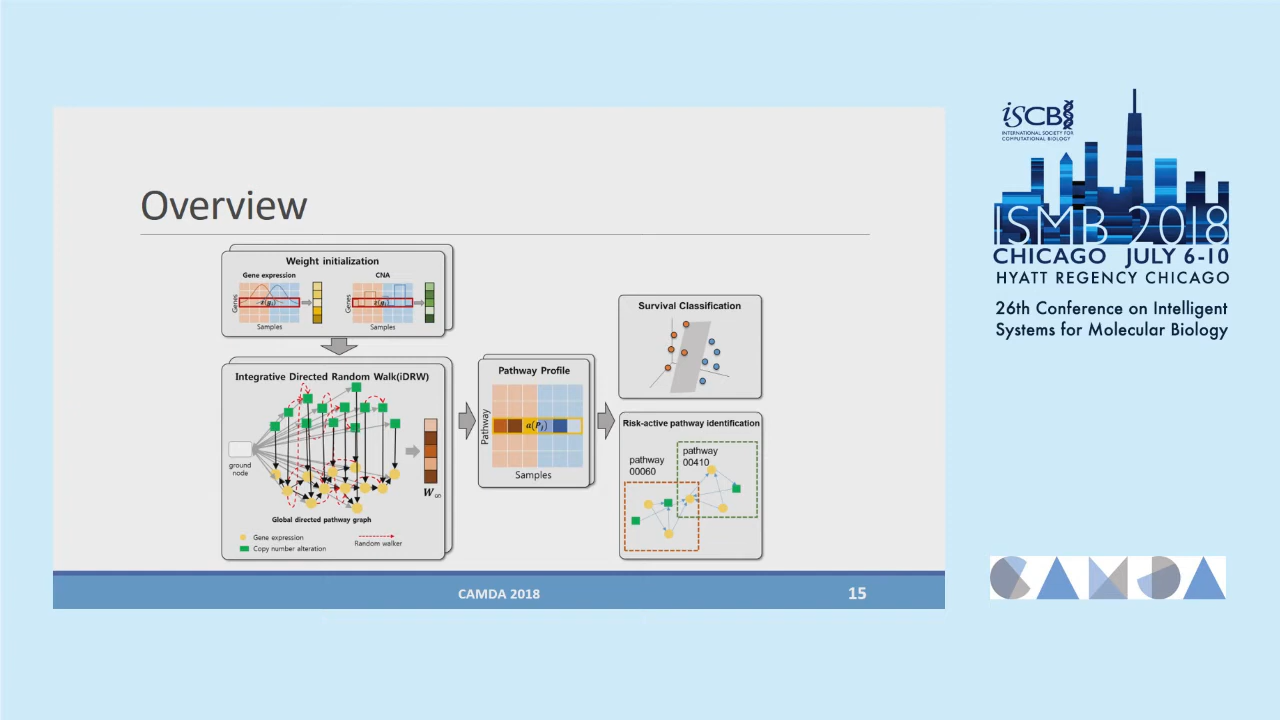 Overview
Weight initialization
Gene expression
CNA
Genes
Samples
Genes
Samples
Integrative Directed Random Walk(iDRW)
ground
node
Global directed pathway graph
Gene expression
Copy number alteration
Random walker
Pathway Profile
Pathway
a(Pj)
Samples
Survival Classification
Risk-active pathway identification
pathway
00060
pathway
00410
CAMDA 2018
15
iSCB
INTERNATIONAL SOCIETY FOR
COMPUTATIONAL BIOLOGY
ISMB 2018
CHICAGO JULY 6-10
HYATT REGENCY CHICAGO
26th Conference on Intelligent
Systems for Molecular Biology
CAMDA